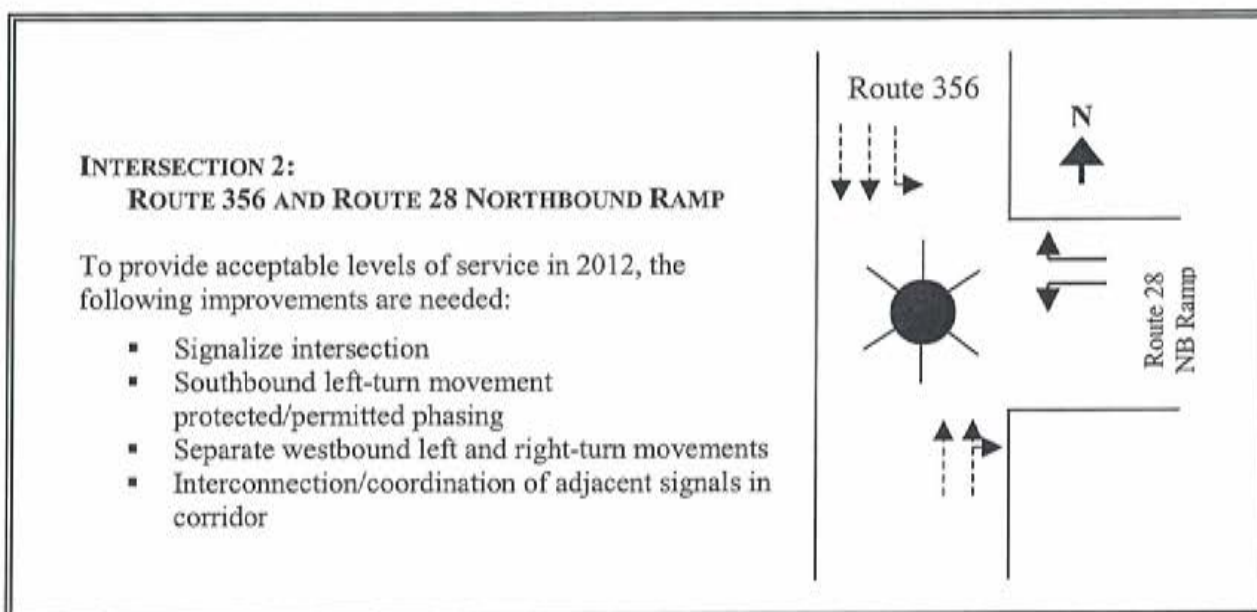 INTERSECTION 2:
ROUTE 356 AND ROUTE 28 NORTHBOUND RAMP
To provide acceptable levels of service in 2012, the
following improvements are needed:
▪ Signalize intersection
▪ Southbound left-turn movement
protected/permitted phasing
▪ Separate westbound left and right-turn movements
▪ Interconnection/coordination of adjacent signals in
corridor
Route 356
N
Route 28
NB Ramp